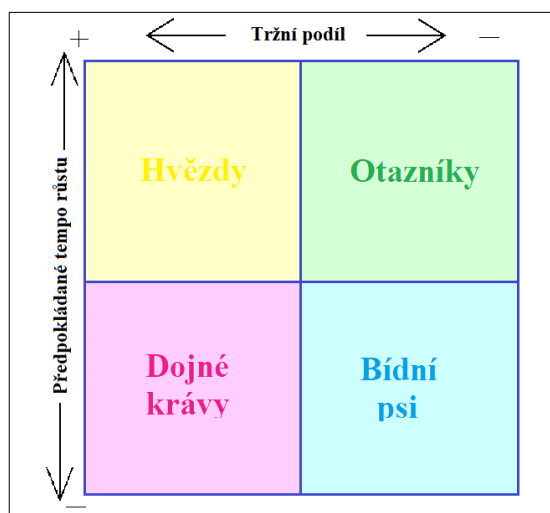 + Tržní podíl —
Předpokládané tempo růstu
Hvězdy
Otazníky
Dojné
krávy
Bídní
psi
—